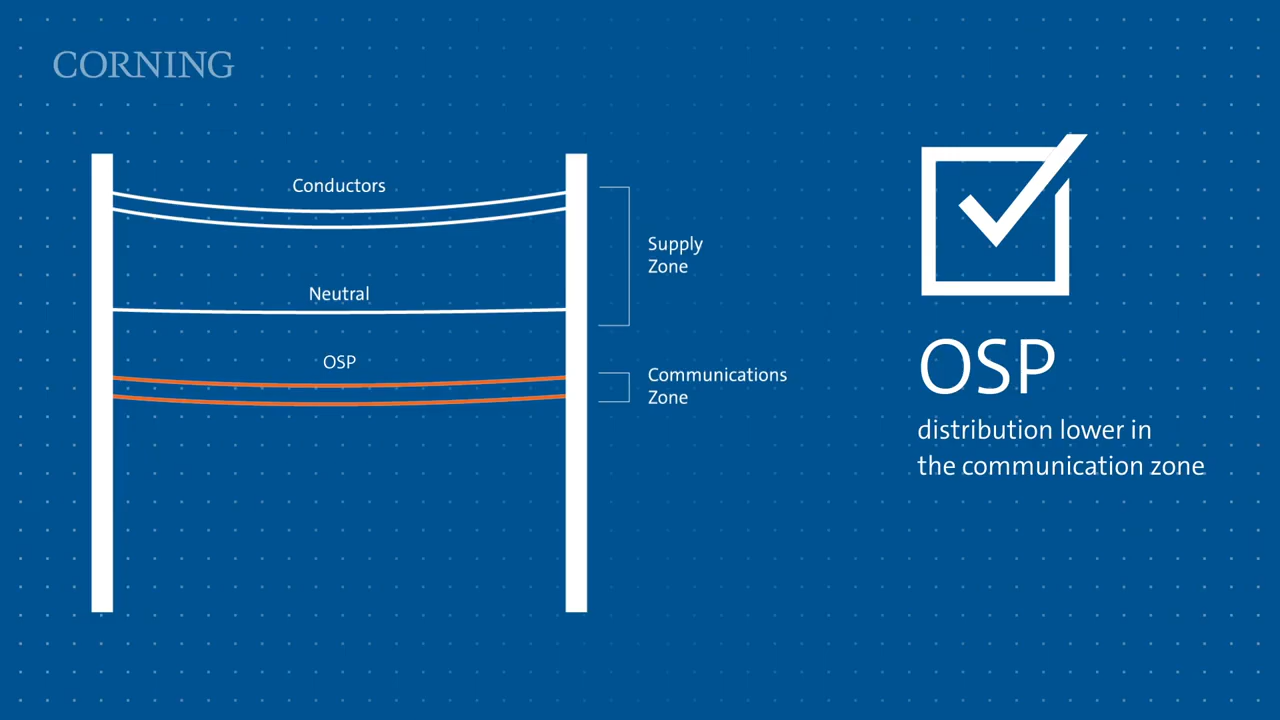 CORNING
Conductors
Supply
Zone
Neutral
OSP
Communications
Zone
OSP
distribution lower in
the communication zone